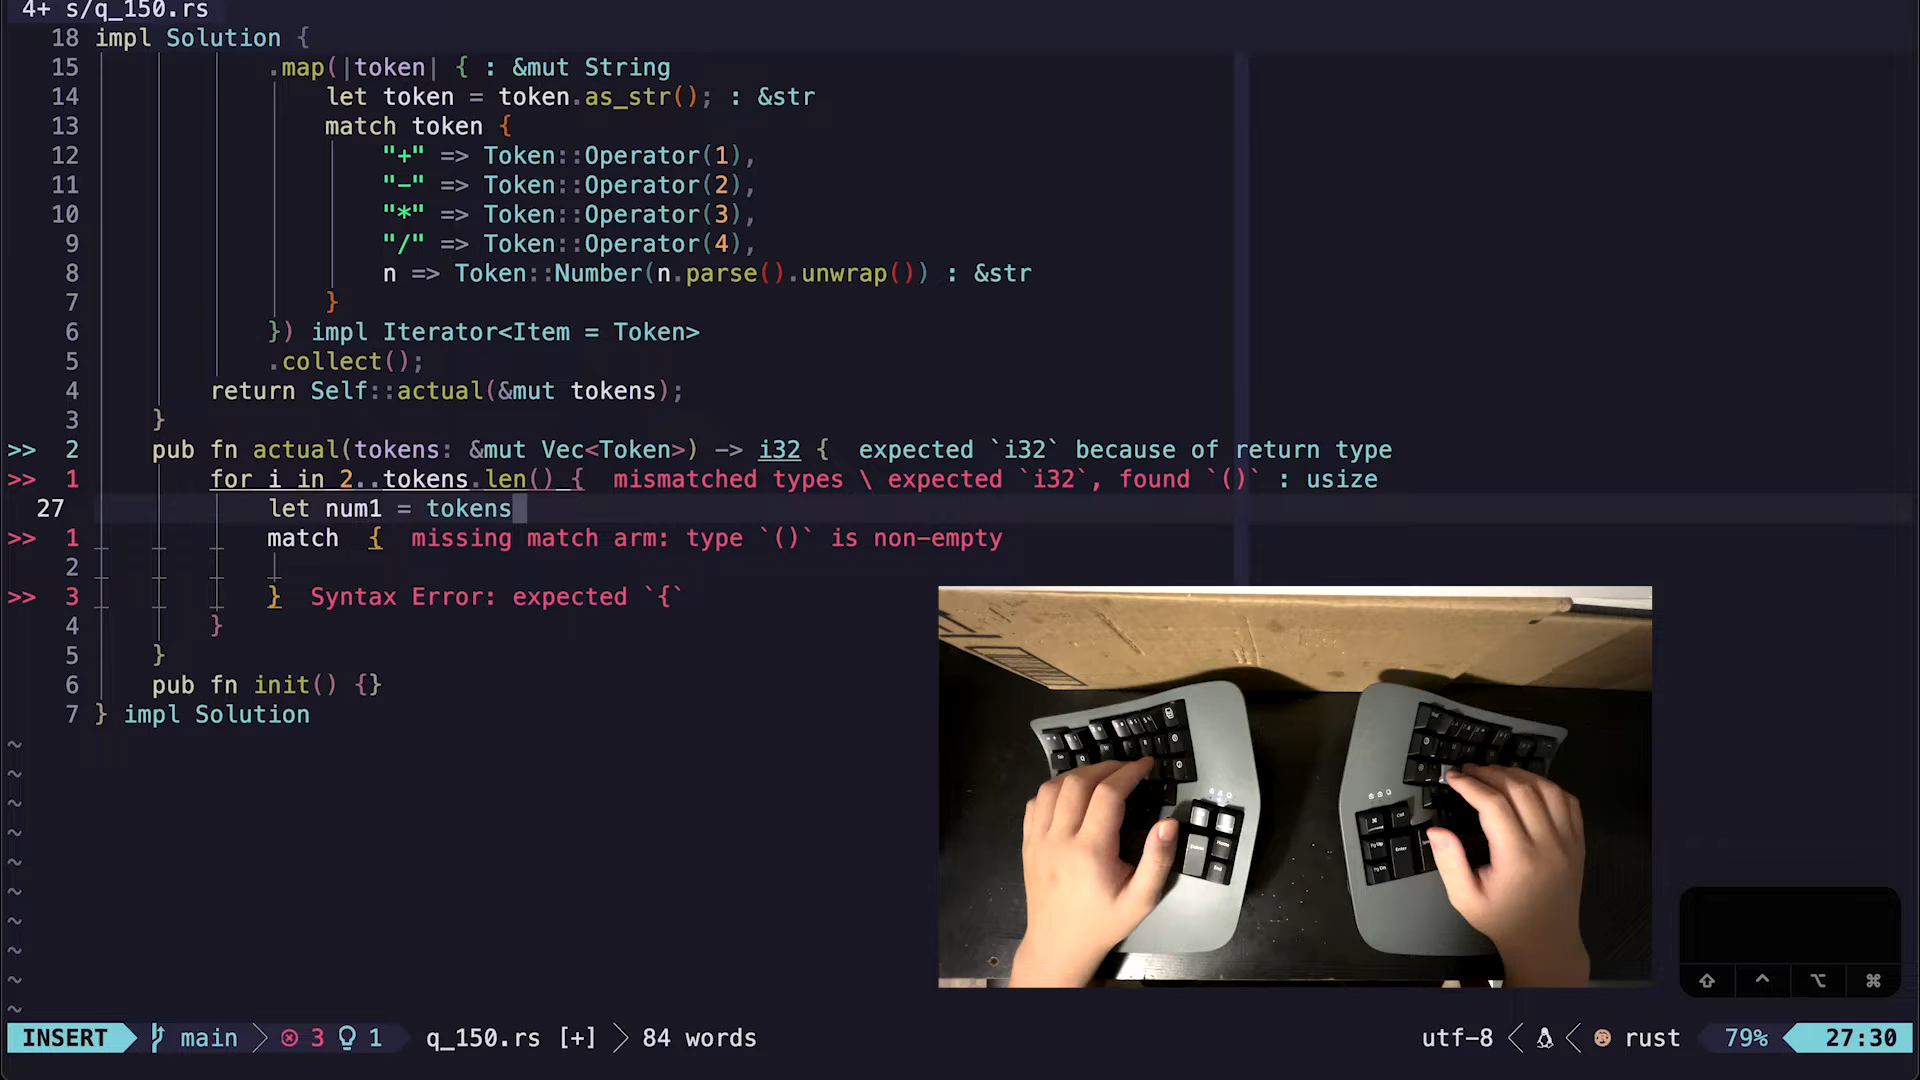 4+ s/q_150.rs
18 impl Solution {
15 .map(|token| { : &mut String
14 let token = token.as_str(); : &str
13 match token {
12 "+" => Token::Operator(1),
11 "-" => Token::Operator(2),
10 "*" => Token::Operator(3),
9 "/" => Token::Operator(4),
8 n => Token::Number(n.parse().unwrap()) : &str
7 }
6 }) impl Iterator<Item = Token>
5 .collect();
4 return Self::actual(&mut tokens);
3 }
>> 2 pub fn actual(tokens: &mut Vec<Token>) -> i32 { expected `i32` because of return type
>> 1 for i in 2..tokens.len() { mismatched types \ expected `i32`, found `()` : usize
27 let num1 = tokens
>> 1 match { missing match arm: type `()` is non-empty
2
>> 3 } Syntax Error: expected `{`
4 }
5 }
6 pub fn init() {}
7 } impl Solution
~
~
~
~
~
~
~
~
~
~
INSERT main 3 1 q_150.rs [+] 84 words utf-8 rust 79% 27:30